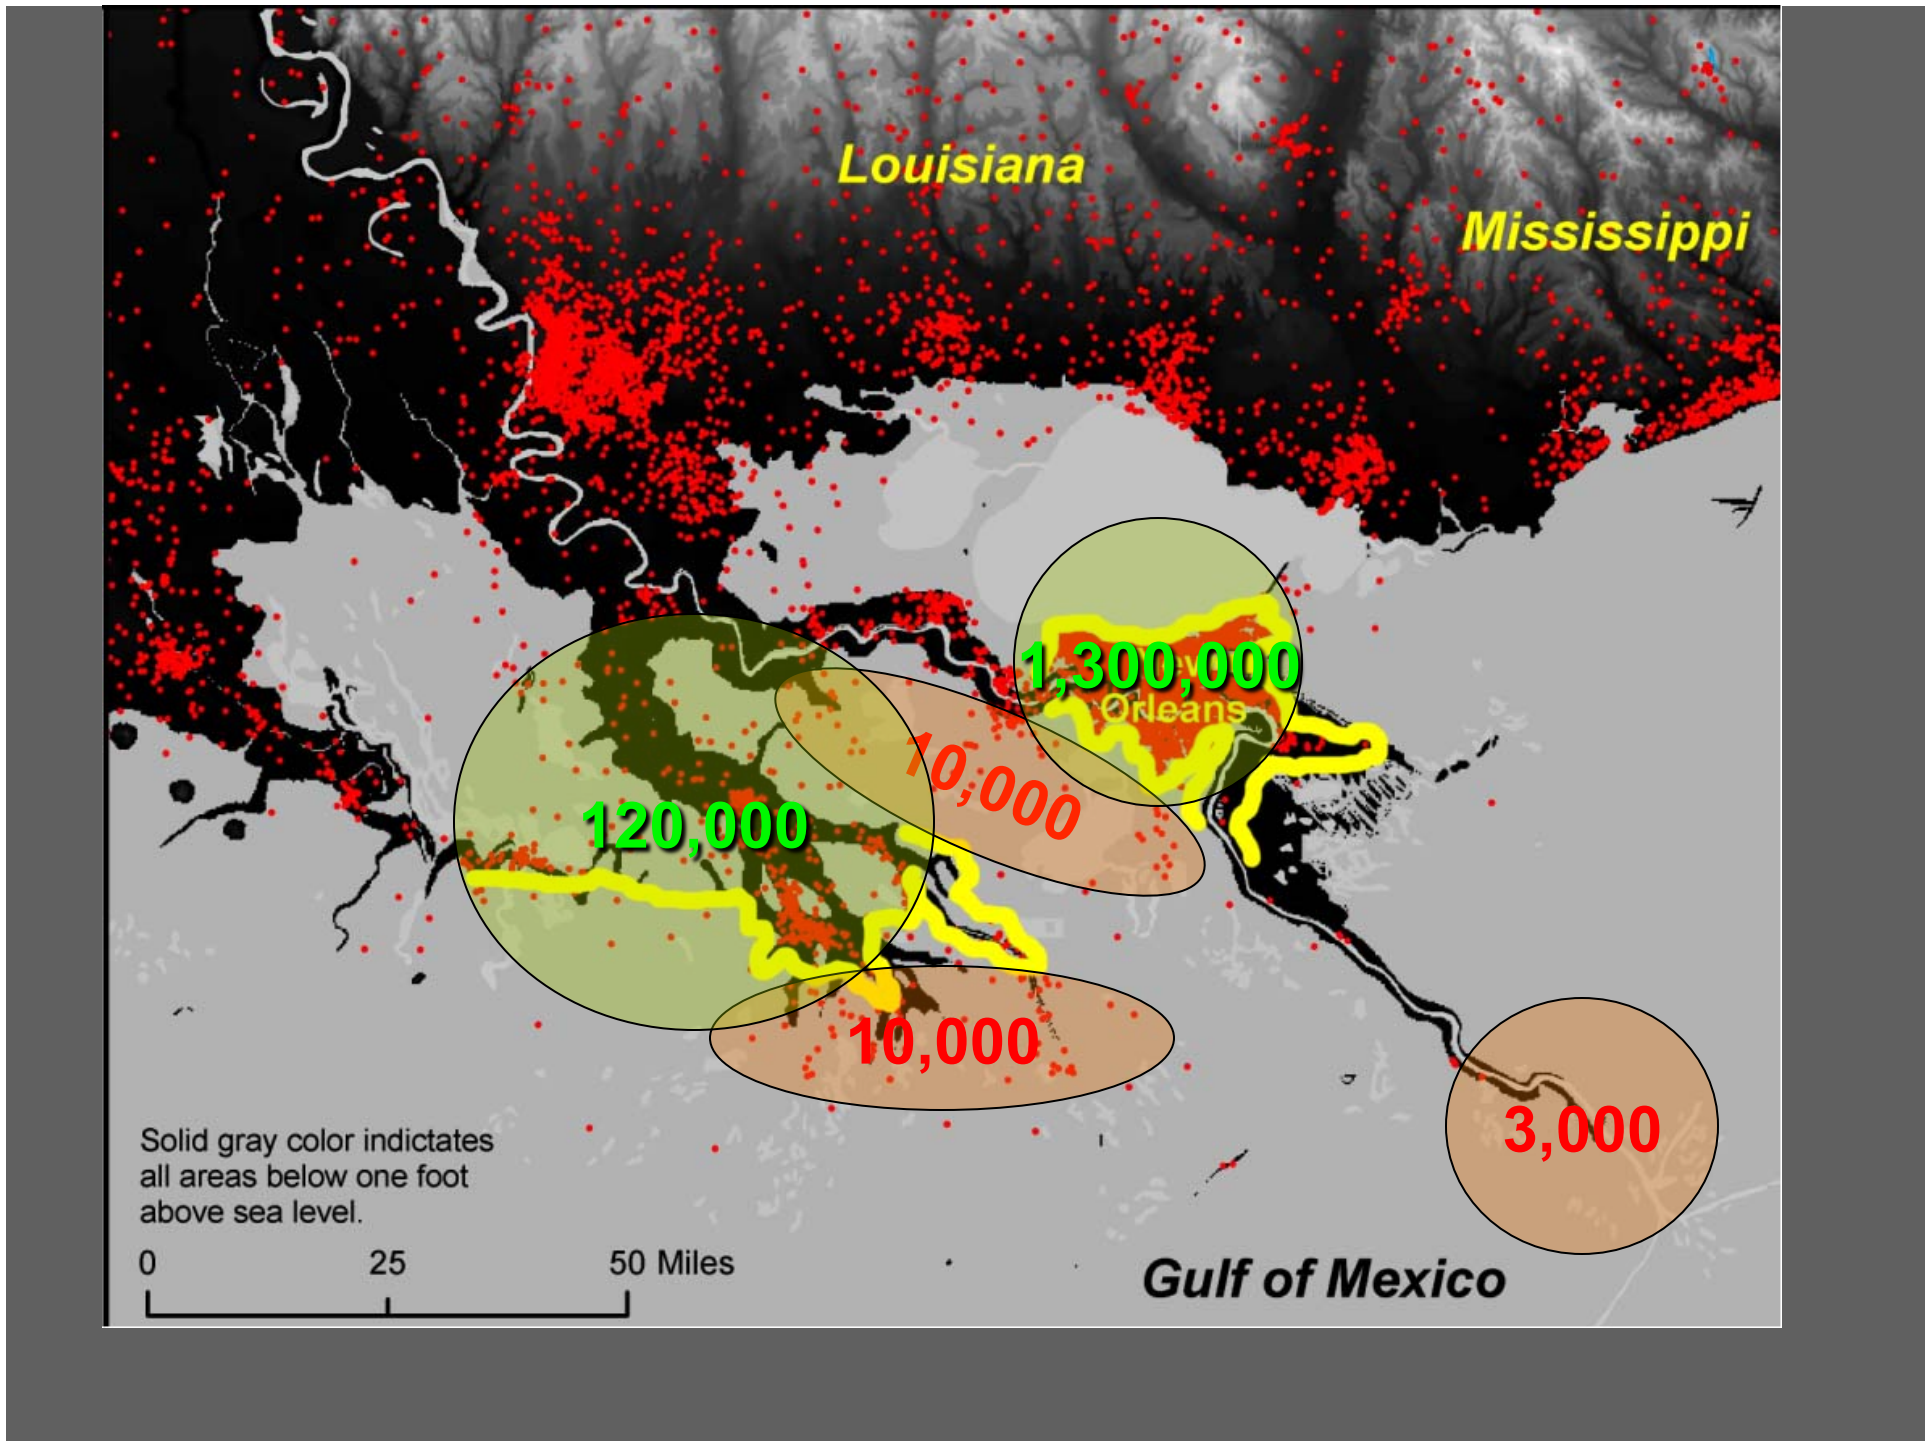 Louisiana
Mississippi
1,300,000
New
Orleans
10,000
120,000
10,000
3,000
Solid gray color indictates
all areas below one foot
above sea level.
0 25 50 Miles
Gulf of Mexico